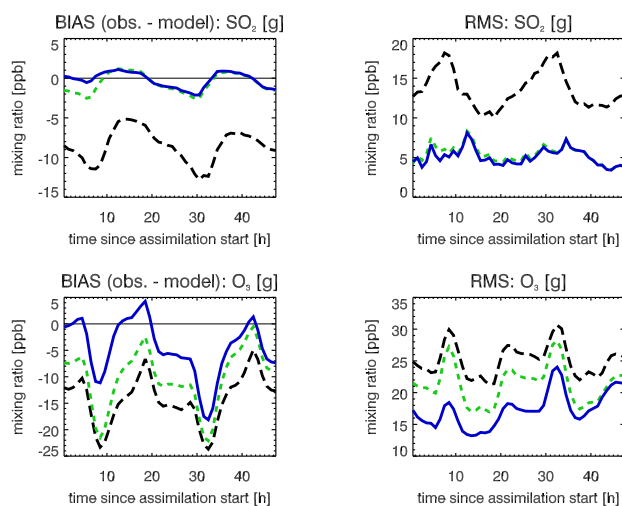 BIAS (obs. - model): SO₂ [g]
mixing ratio [ppb]
5
0
-5
-10
-15
10 20 30 40
time since assimilation start [h]
RMS: SO₂ [g]
mixing ratio [ppb]
20
15
10
5
0
10 20 30 40
time since assimilation start [h]
BIAS (obs. - model): O₃ [g]
mixing ratio [ppb]
5
0
-5
-10
-15
-20
-25
10 20 30 40
time since assimilation start [h]
RMS: O₃ [g]
mixing ratio [ppb]
35
30
25
20
15
10
10 20 30 40
time since assimilation start [h]